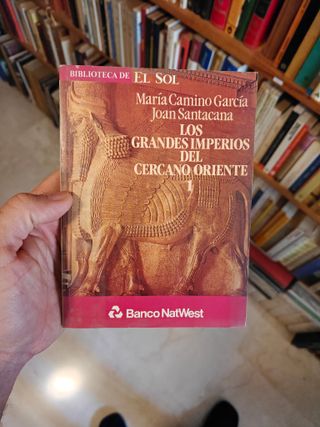 BIBLIOTECA DE EL SOL
María Camino García
Joan Santacana
LOS
GRANDES IMPERIOS
DEL
CERCANO ORIENTE
1
Banco NatWest